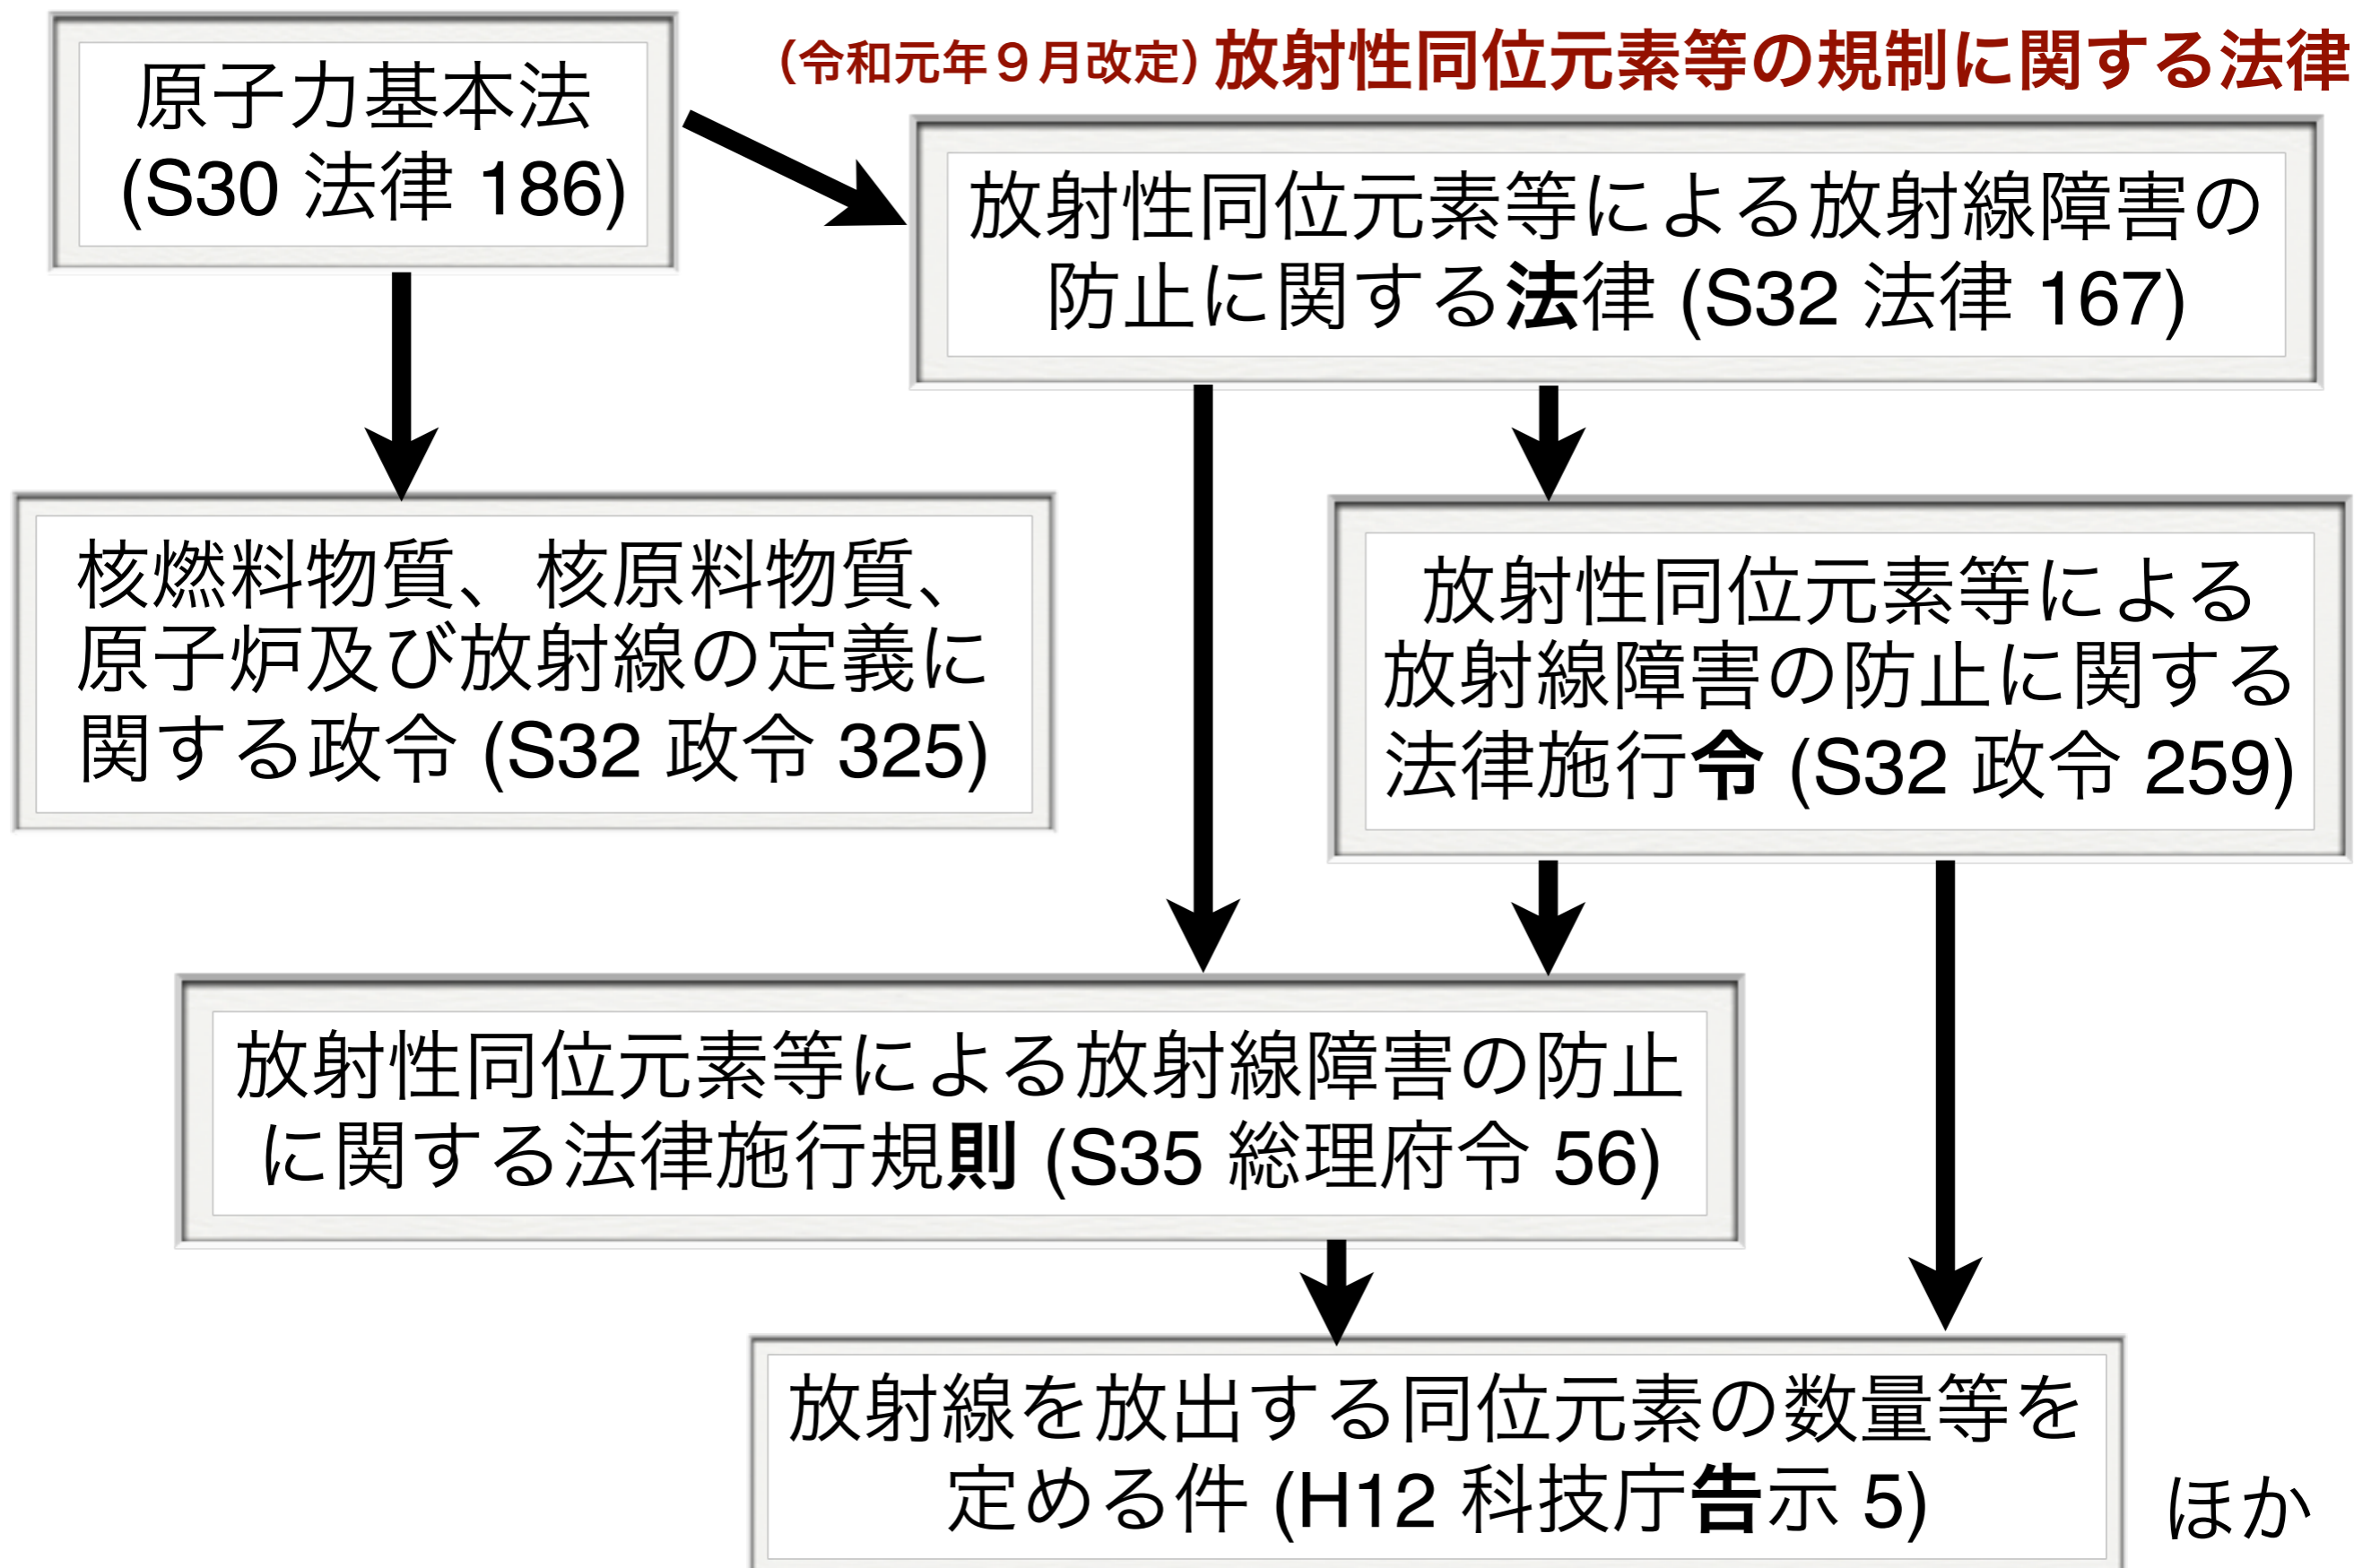 原子力基本法
(S30 法律 186)
（令和元年９月改定）放射性同位元素等の規制に関する法律
放射性同位元素等による放射線障害の
防止に関する法律 (S32 法律 167)
核燃料物質、核原料物質、
原子炉及び放射線の定義に
関する政令 (S32 政令 325)
放射性同位元素等による
放射線障害の防止に関する
法律施行令 (S32 政令 259)
放射性同位元素等による放射線障害の防止
に関する法律施行規則 (S35 総理府令 56)
放射線を放出する同位元素の数量等を
定める件 (H12 科技庁告示 5)
ほか